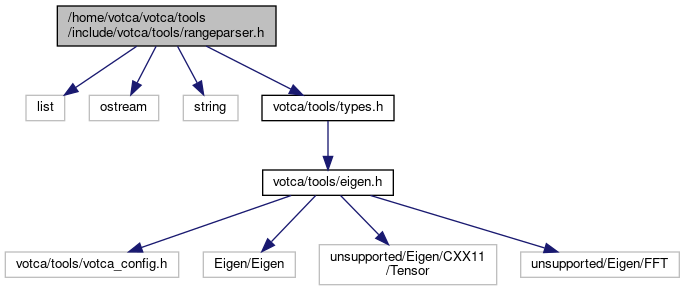 /home/votca/votca/tools
/include/votca/tools/rangeparser.h
list
ostream
string
votca/tools/types.h
votca/tools/eigen.h
votca/tools/votca_config.h
Eigen/Eigen
unsupported/Eigen/CXX11
/Tensor
unsupported/Eigen/FFT